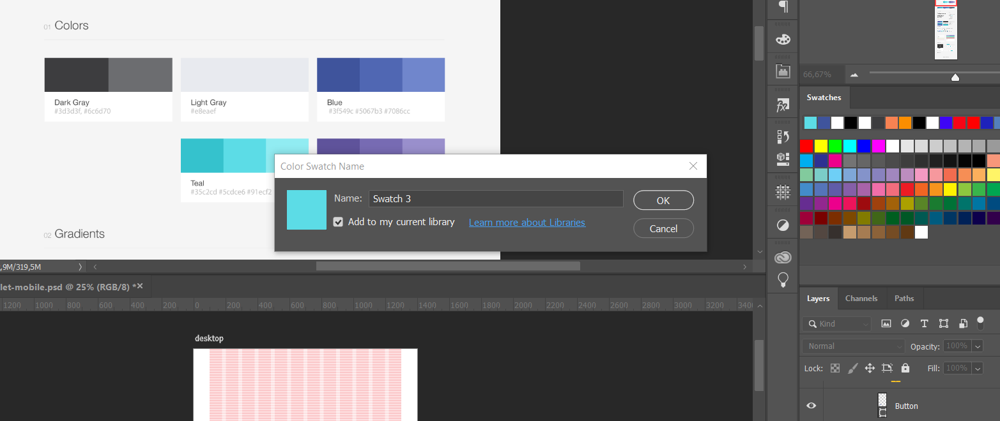 01 Colors
Dark Gray
#3d3d3f, #6c6d70
Light Gray
#e8eaef
Blue
#3f549c #5067b3 #7086cc
Teal
#35c2cd #5cdce6 #91ecf2
02 Gradients
Color Swatch Name
Name: Swatch 3
Add to my current library Learn more about Libraries
OK
Cancel
,9M/319,5M
let-mobile.psd @ 25% (RGB/8) *
1200 1000 800 600 400 200 0 200 400 600 800 1000 1200 1400 1600 1800 2000 2200 2400 2600 2800 3000 3200 3400
desktop
66,67%
Swatches
Layers Channels Paths
Kind
Normal Opacity: 100%
Lock: Fill: 100%
Button